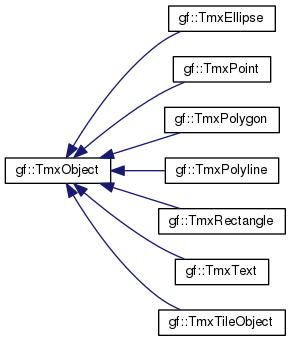 gf::TmxEllipse
gf::TmxPoint
gf::TmxPolygon
gf::TmxObject
gf::TmxPolyline
gf::TmxRectangle
gf::TmxText
gf::TmxTileObject